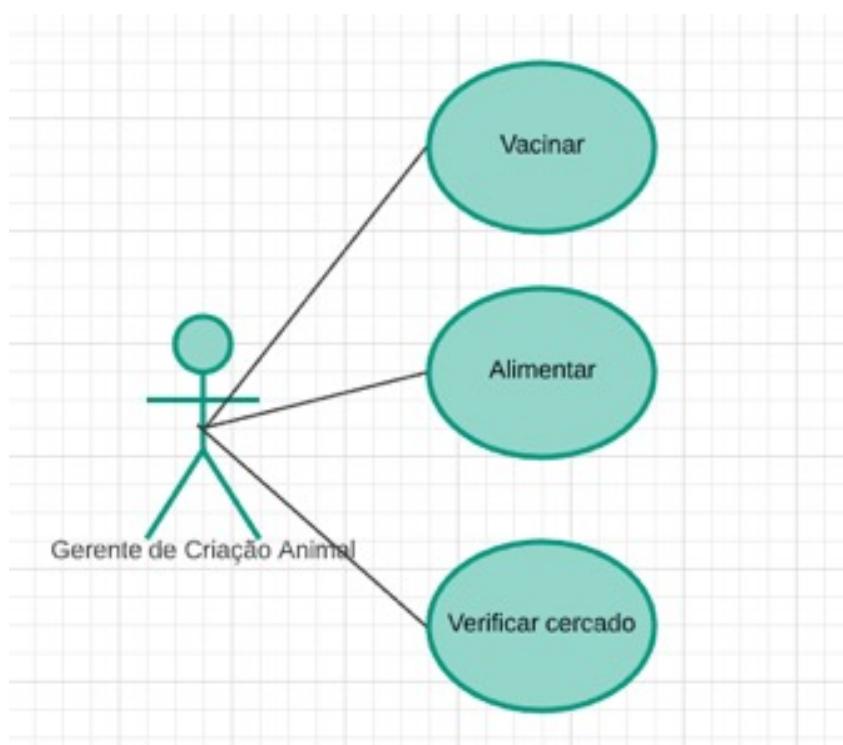 Vacinar
Alimentar
Gerente de Criação Animal
Verificar cercado